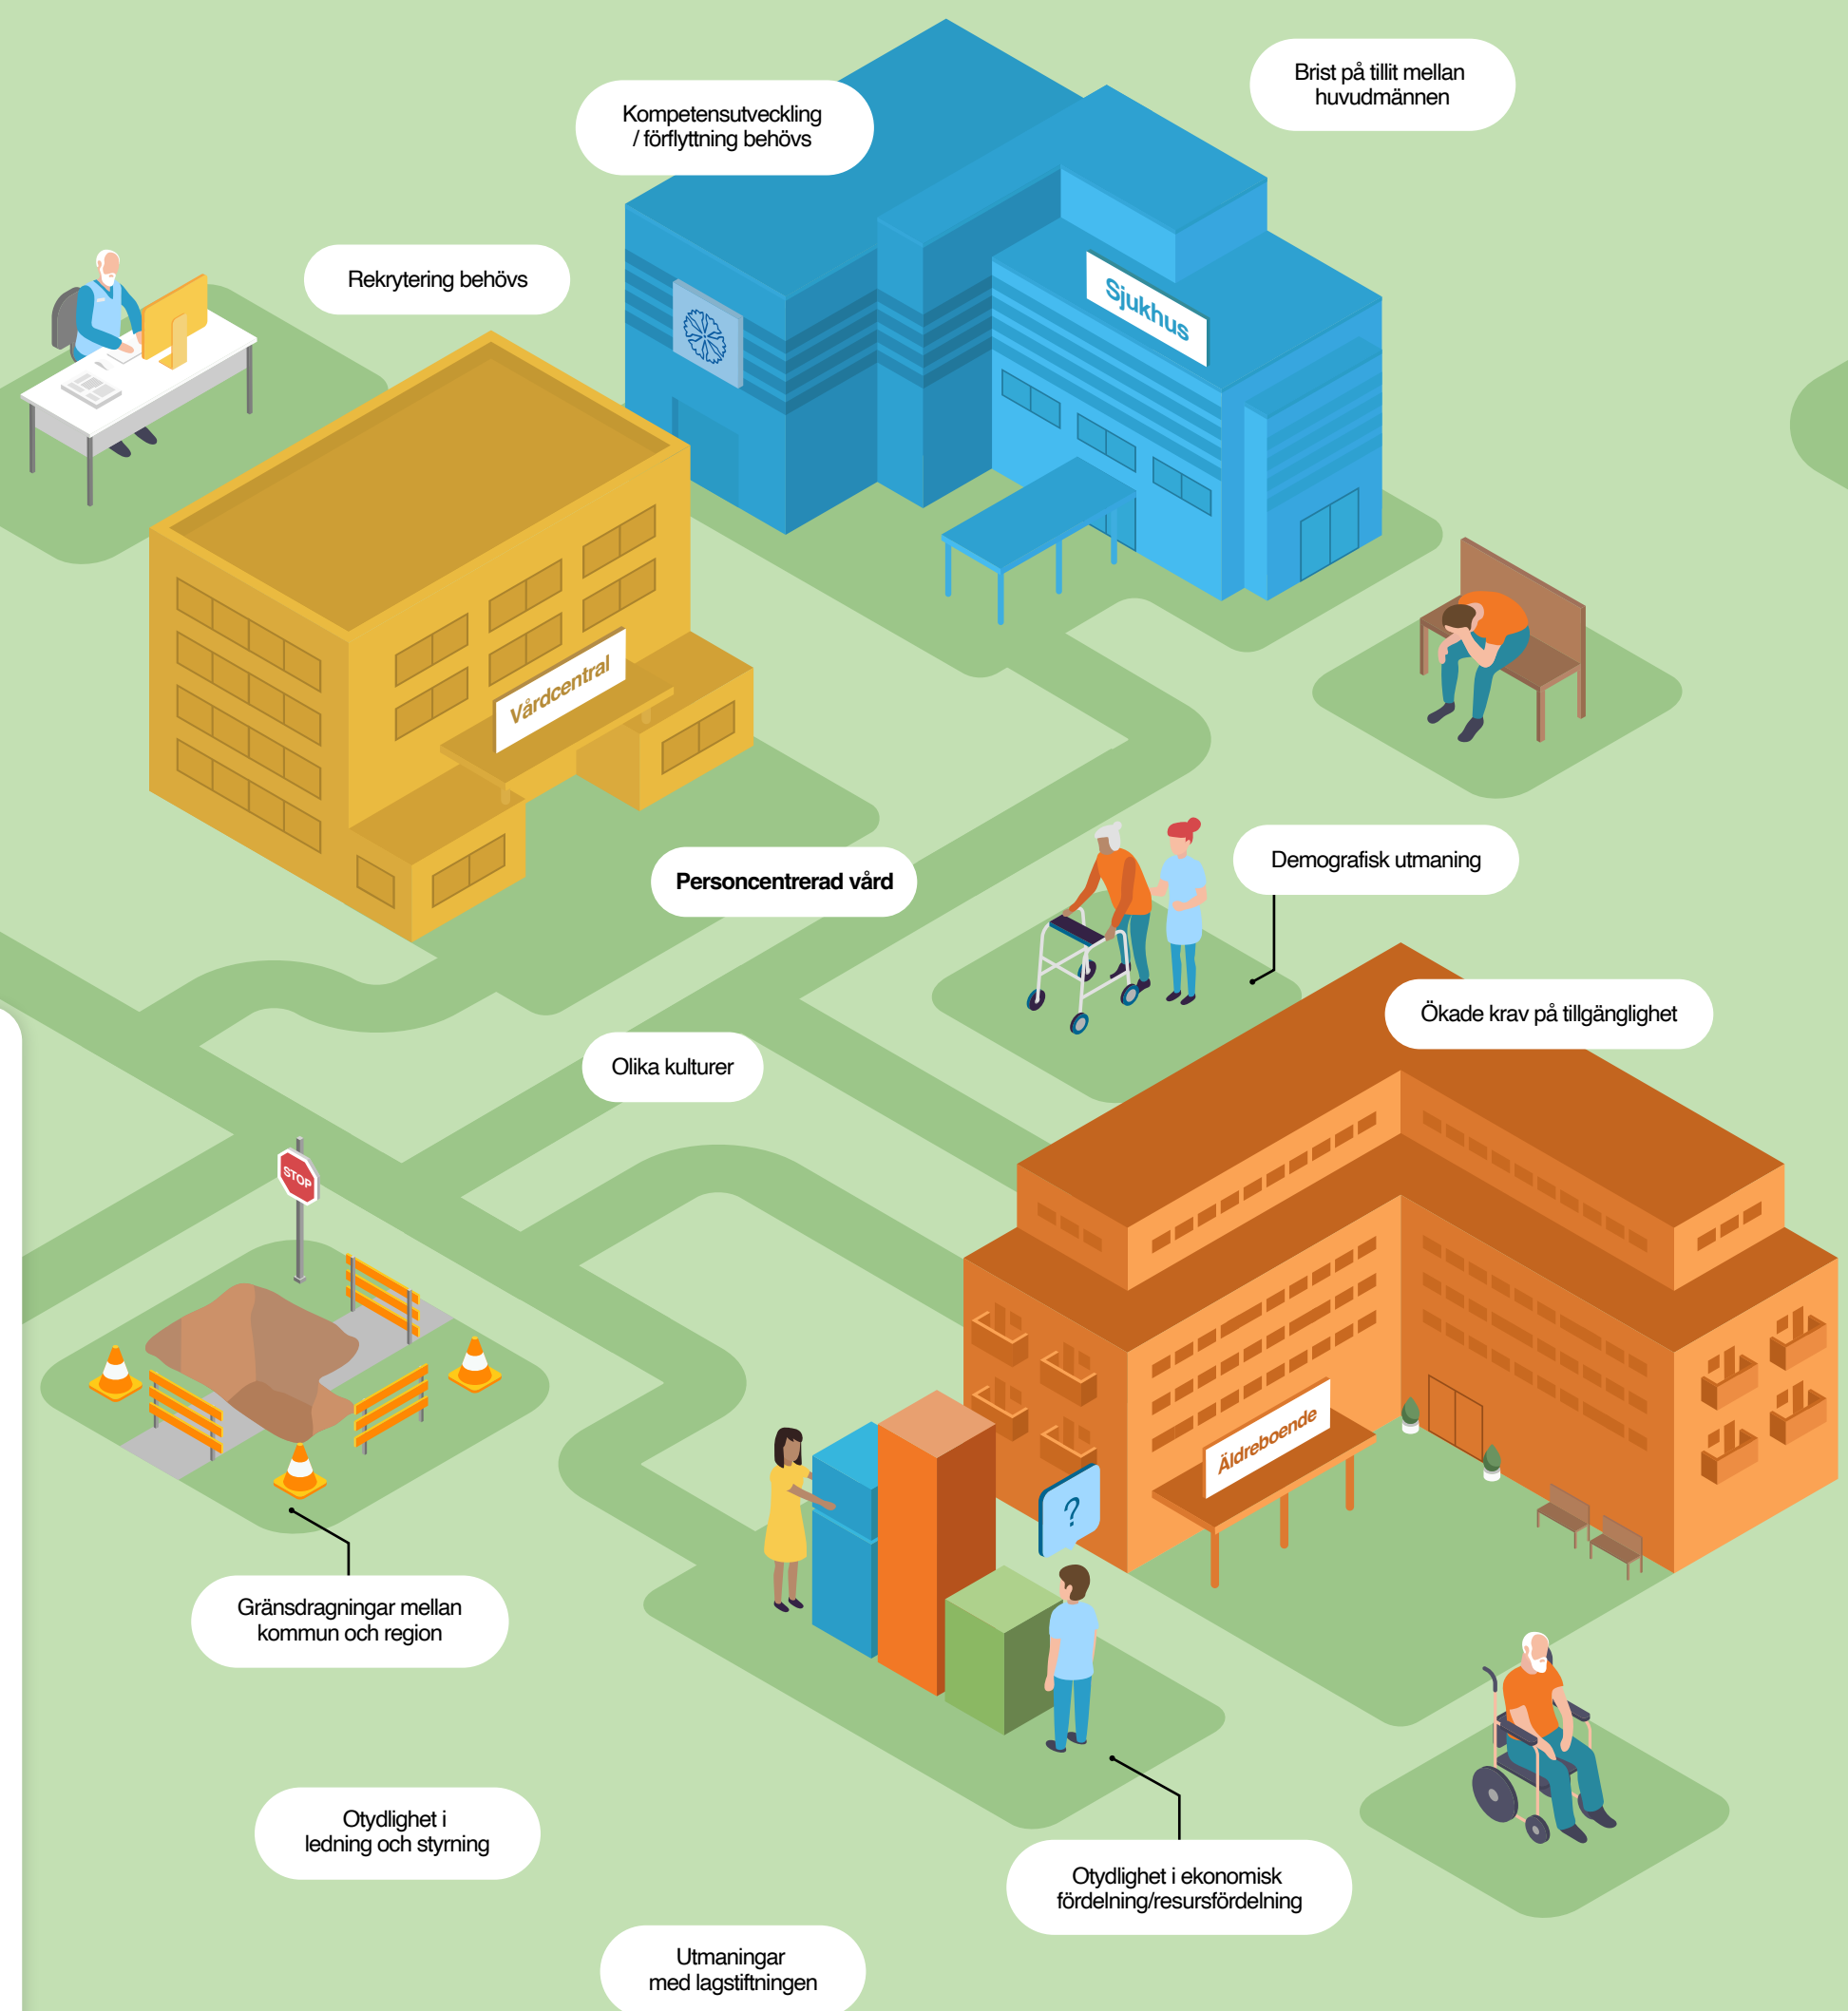 Brist på tillit mellan
huvudmännen
Kompetensutveckling
/ förflyttning behövs
Rekrytering behövs
Sjukhus
Vårdcentral
Personcentrerad vård
Demografisk utmaning
Ökade krav på tillgänglighet
Olika kulturer
STOP
Äldreboende
?
Gränsdragningar mellan
kommun och region
Otydlighet i
ledning och styrning
Otydlighet i ekonomisk
fördelning/resursfördelning
Utmaningar
med lagstiftningen